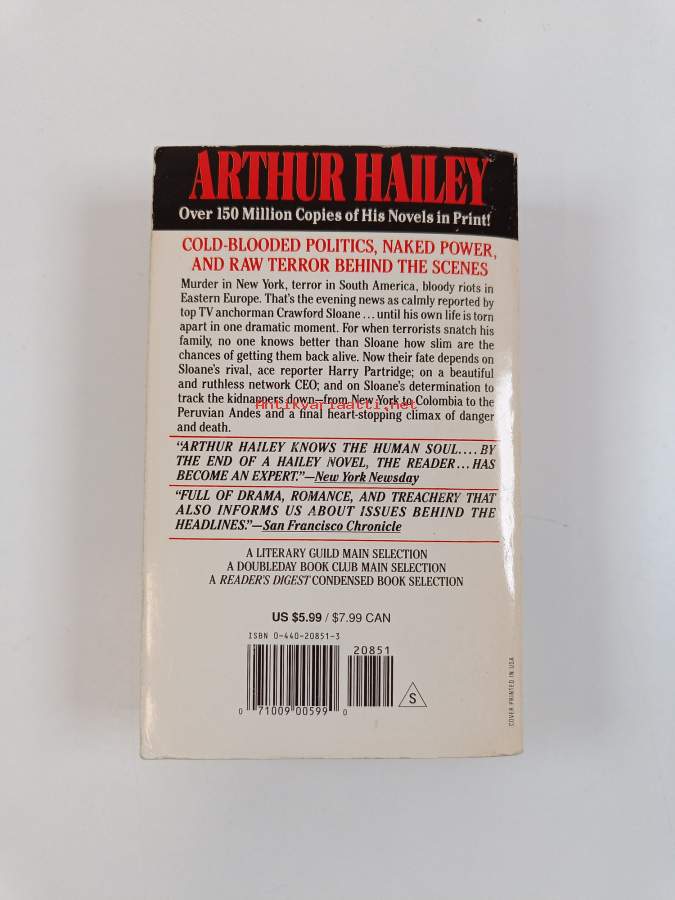 ARTHUR HAILEY
Over 150 Million Copies of His Novels in Print!
COLD-BLOODED POLITICS, NAKED POWER,
AND RAW TERROR BEHIND THE SCENES
Murder in New York, terror in South America, bloody riots in
Eastern Europe. That's the evening news as calmly reported by
top TV anchorman Crawford Sloane... until his own life is torn
apart in one dramatic moment. For when terrorists snatch his
family, no one knows better than Sloane how slim are the
chances of getting them back alive. Now their fate depends on
Sloane's rival, ace reporter Harry Partridge; on a beautiful
and ruthless network CEO; and on Sloane's determination to
track the kidnappers down—from New York to Colombia to the
Antikvariaatti.net
Peruvian Andes and a final heart-stopping climax of danger
and death.
"ARTHUR HAILEY KNOWS THE HUMAN SOUL.... BY
THE END OF A HAILEY NOVEL, THE READER... HAS
BECOME AN EXPERT."—New York Newsday
"FULL OF DRAMA, ROMANCE, AND TREACHERY THAT
ALSO INFORMS US ABOUT ISSUES BEHIND THE
HEADLINES."—San Francisco Chronicle
A LITERARY GUILD MAIN SELECTION
A DOUBLEDAY BOOK CLUB MAIN SELECTION
A READER'S DIGEST CONDENSED BOOK SELECTION
US $5.99 / $7.99 CAN
ISBN 0-440-20851-3
20851
0 71009 00599 0
S
COVER PRINTED IN USA